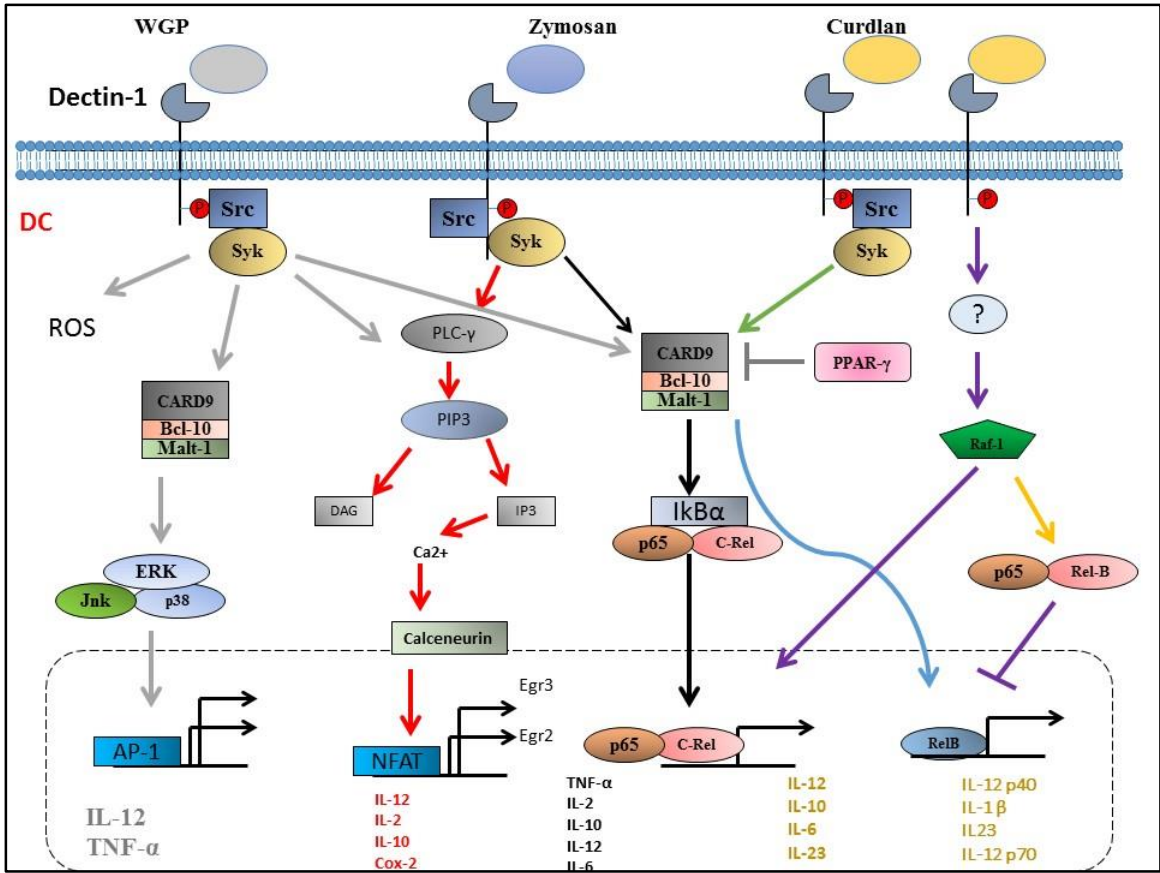 WGP
Zymosan
Curdlan
Dectin-1
DC
P
Src
Syk
Src
P
Syk
P
Src
Syk
P
ROS
PLC-γ
CARD9
Bcl-10
Malt-1
PPAR-γ
?
CARD9
Bcl-10
Malt-1
PIP3
Raf-1
DAG
IP3
IkBα
p65
C-Rel
Ca2+
ERK
Jnk
p38
p65
Rel-B
Calceneurin
Egr3
Egr2
AP-1
NFAT
p65
C-Rel
RelB
IL-12
TNF-α
IL-12
IL-2
IL-10
Cox-2
TNF-α
IL-2
IL-10
IL-12
IL-6
IL-12
IL-10
IL-6
IL-23
IL-12 p40
IL-1 β
IL23
IL-12 p70